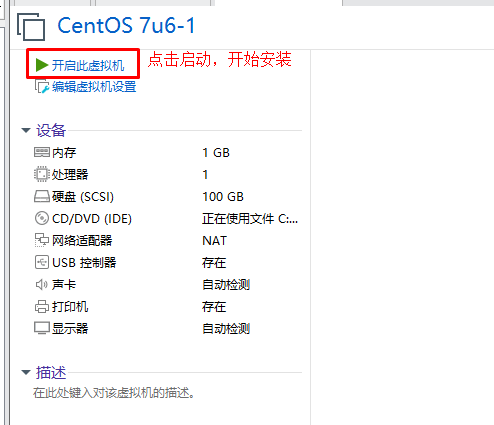 CentOS 7u6-1
开启此虚拟机 点击启动，开始安装
编辑虚拟机设置
设备
内存 1 GB
处理器 1
硬盘 (SCSI) 100 GB
CD/DVD (IDE) 正在使用文件 C:...
网络适配器 NAT
USB 控制器 存在
声卡 自动检测
打印机 存在
显示器 自动检测
描述
在此处键入对该虚拟机的描述。